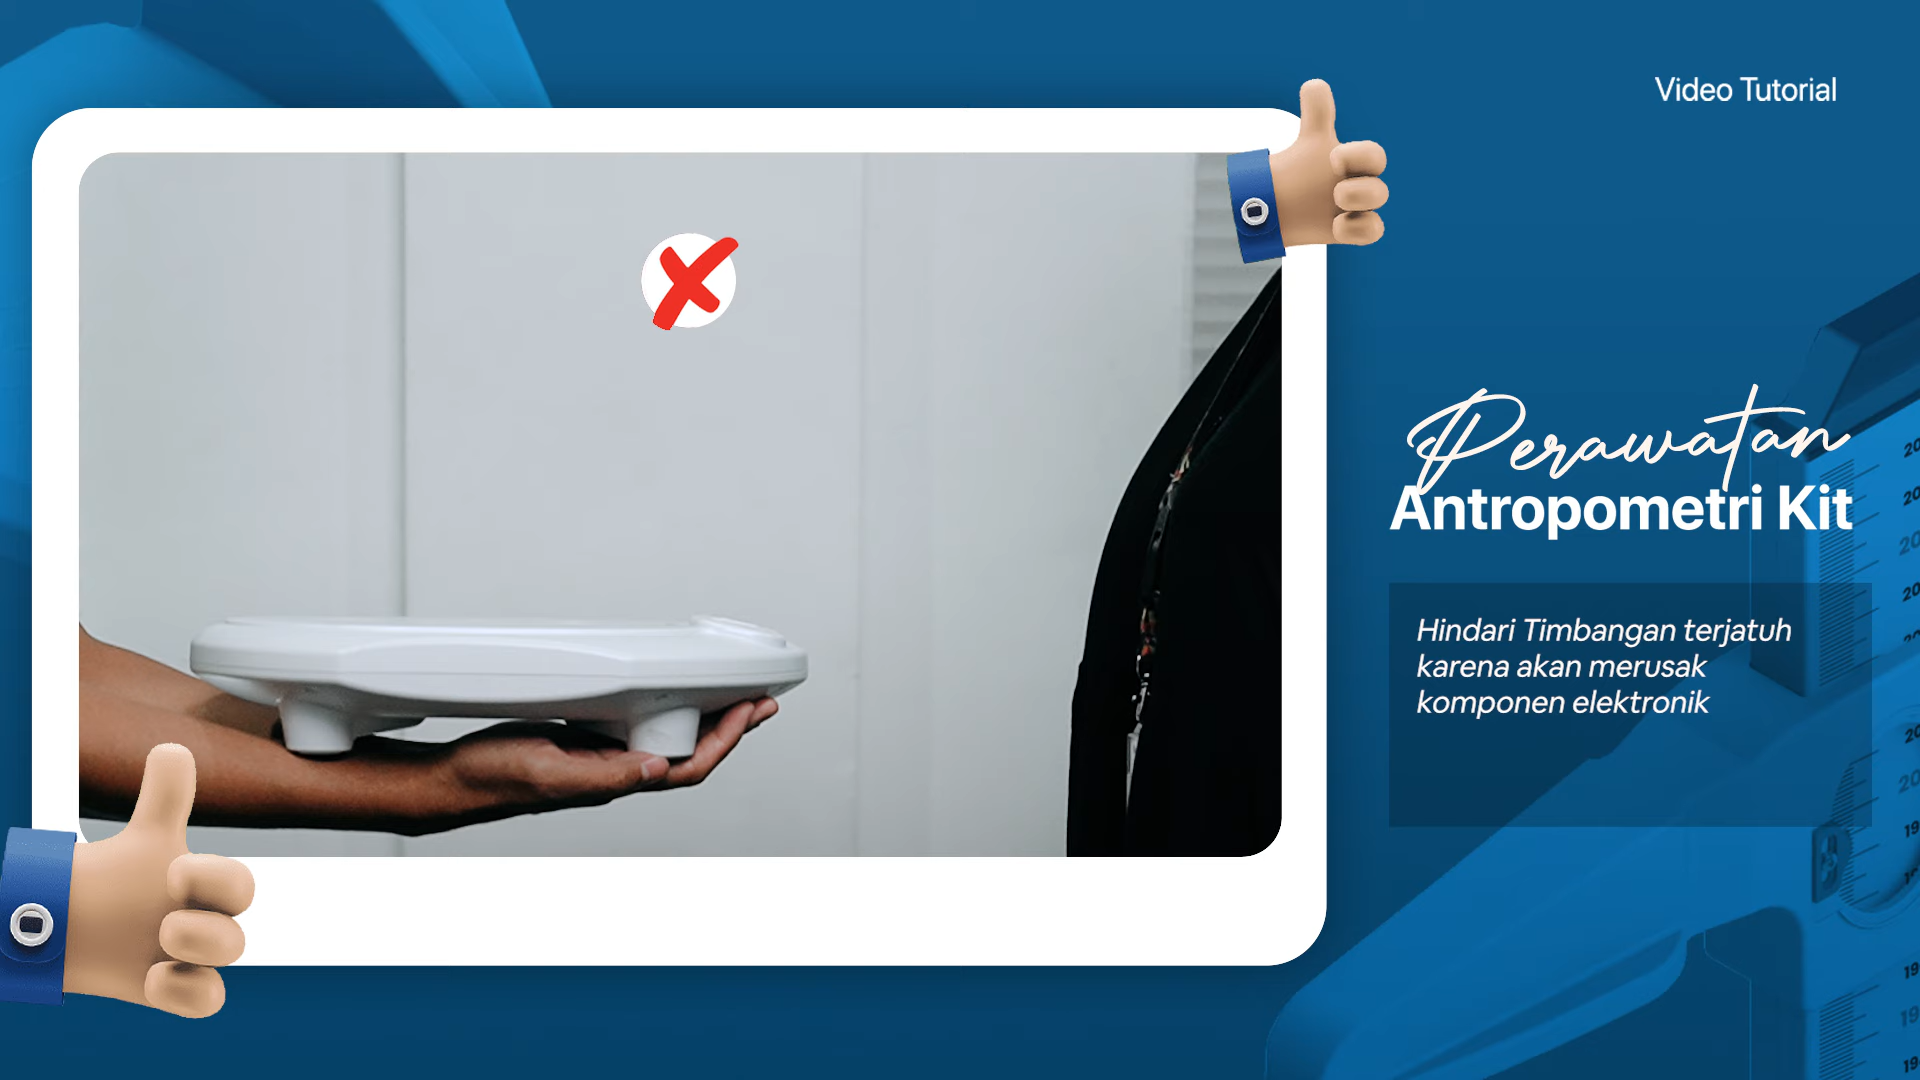 Video Tutorial
Perawatan
Antropometri Kit
Hindari Timbangan terjatuh
karena akan merusak
komponen elektronik